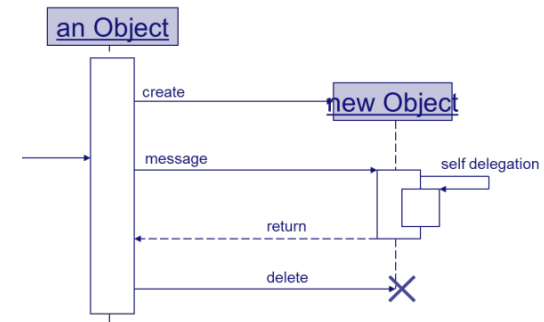 an Object
create
new Object
message
self delegation
return
delete